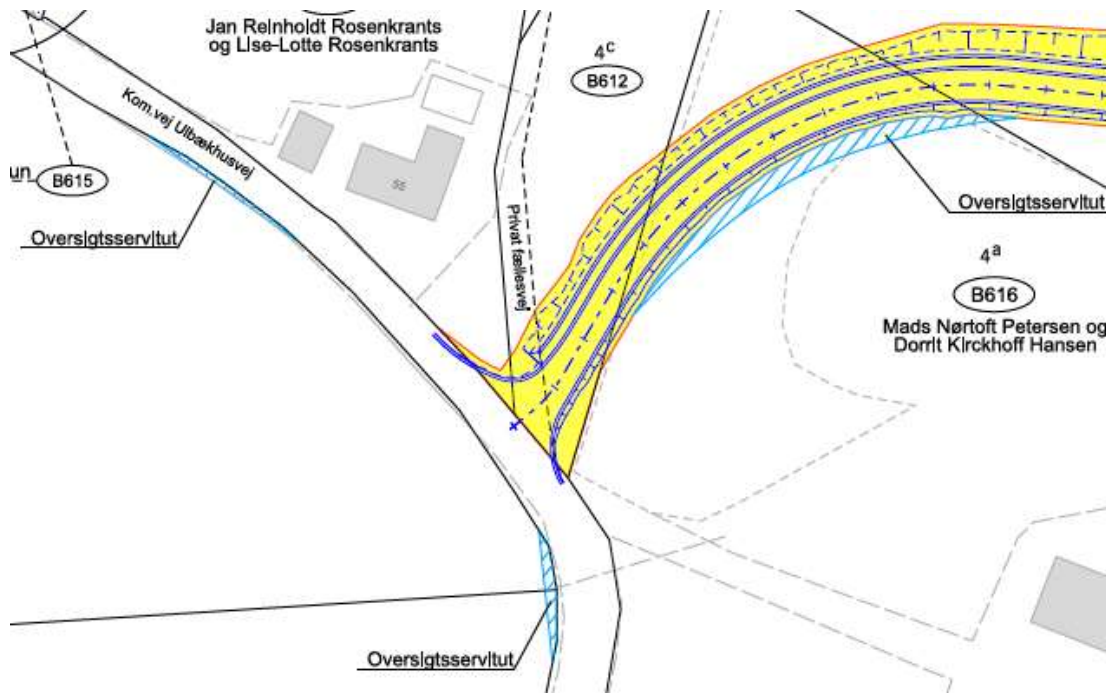 Jan Reinholdt Rosenkrants
og Lise-Lotte Rosenkrants
4c
B612
Kom.vej Ulbækhusvej
55
un
B615
Privat fællesvej
Oversigtsservitut
Oversigtsservitut
4a
B616
Mads Nørtoft Petersen og
Dorrit Kirckhoff Hansen
Oversigtsservitut